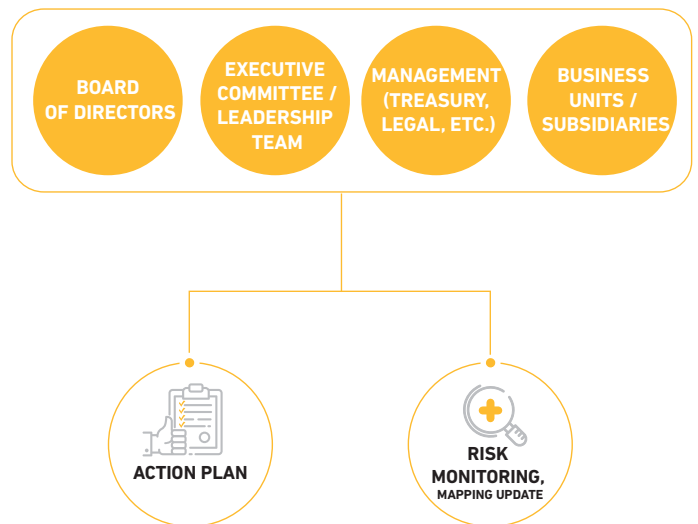 BOARD
OF DIRECTORS
EXECUTIVE
COMMITTEE /
LEADERSHIP
TEAM
MANAGEMENT
(TREASURY,
LEGAL, ETC.)
BUSINESS
UNITS /
SUBSIDIARIES
ACTION PLAN
RISK
MONITORING,
MAPPING UPDATE